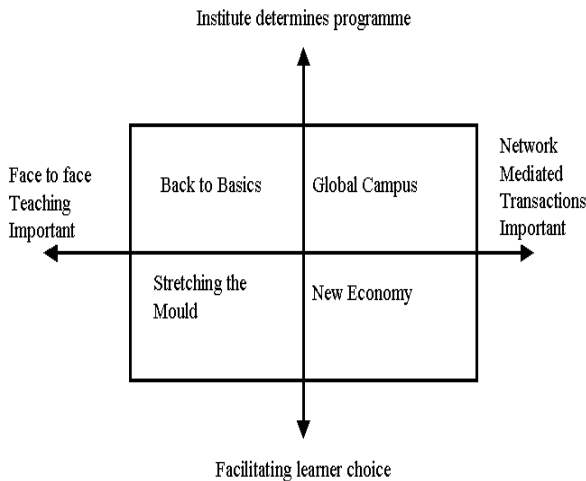 Institute determines programme
Face to face
Teaching
Important
Network
Mediated
Transactions
Important
Back to Basics
Global Campus
Stretching the
Mould
New Economy
Facilitating learner choice